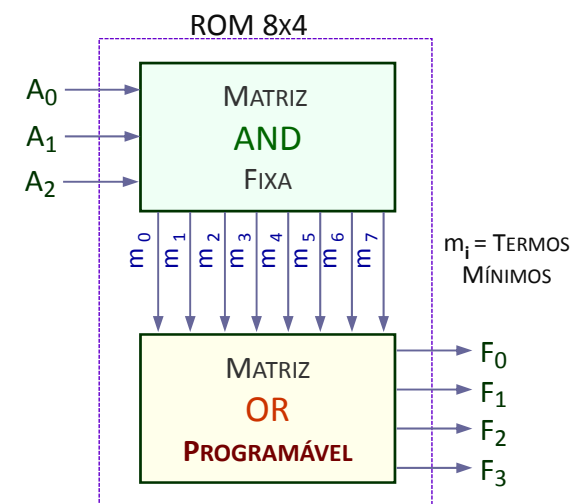 ROM 8x4
A0
A1
A2
MATRIZ
AND
FIXA
m0 m1 m2 m3 m4 m5 m6 m7
mi = TERMOS
MÍNIMOS
MATRIZ
OR
PROGRAMÁVEL
F0
F1
F2
F3